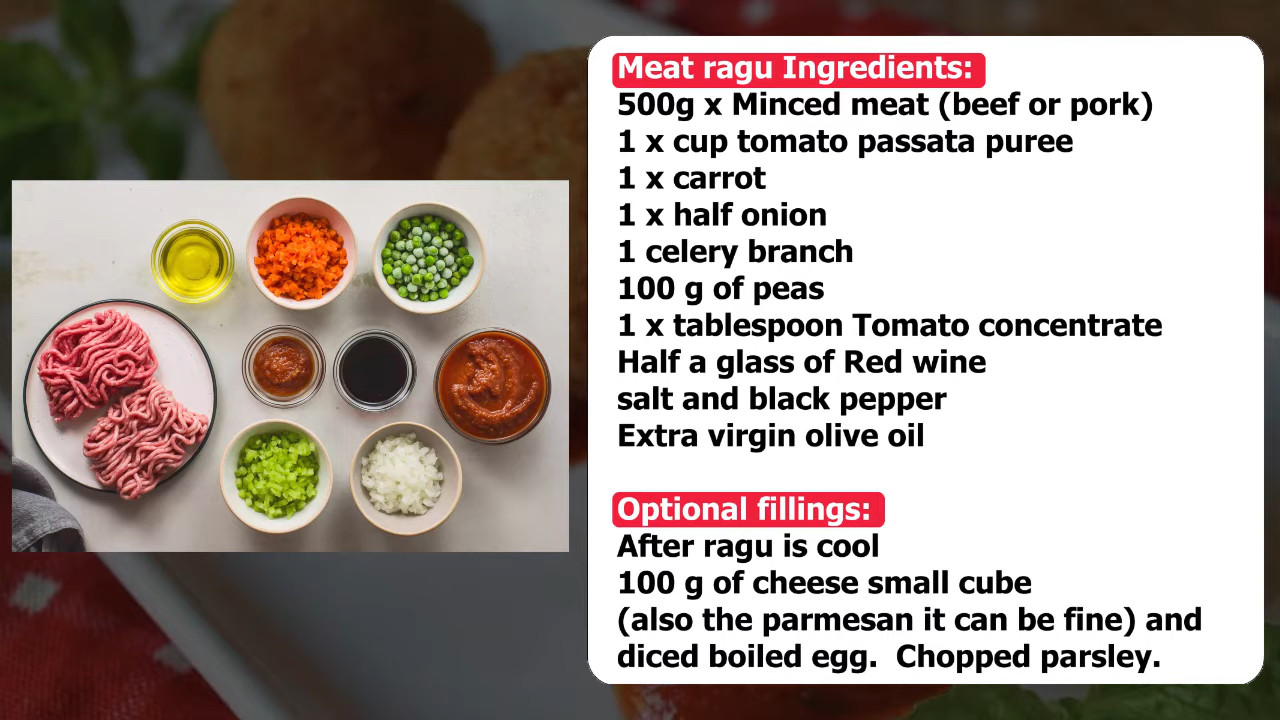 Meat ragu Ingredients:
500g x Minced meat (beef or pork)
1 x cup tomato passata puree
1 x carrot
1 x half onion
1 celery branch
100 g of peas
1 x tablespoon Tomato concentrate
Half a glass of Red wine
salt and black pepper
Extra virgin olive oil
Optional fillings:
After ragu is cool
100 g of cheese small cube
(also the parmesan it can be fine) and
diced boiled egg.  Chopped parsley.